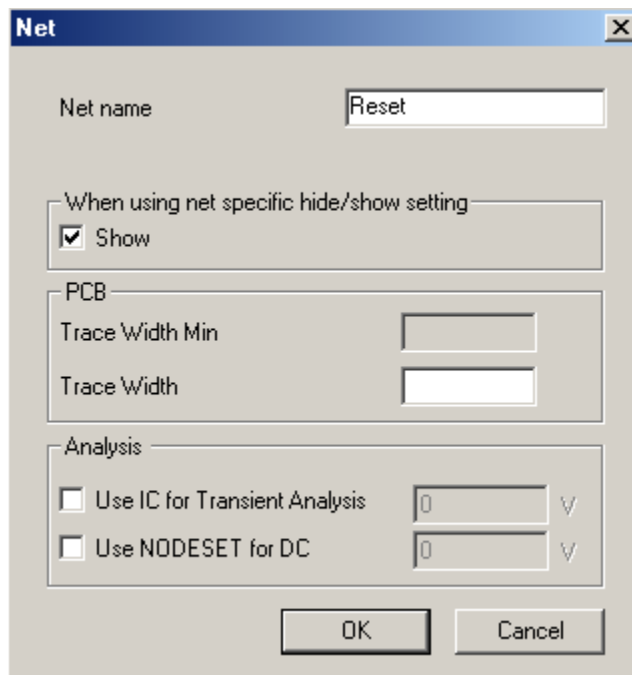 Net
Net name Reset
When using net specific hide/show setting
Show
PCB
Trace Width Min
Trace Width
Analysis
Use IC for Transient Analysis 0 V
Use NODESET for DC 0 V
OK Cancel